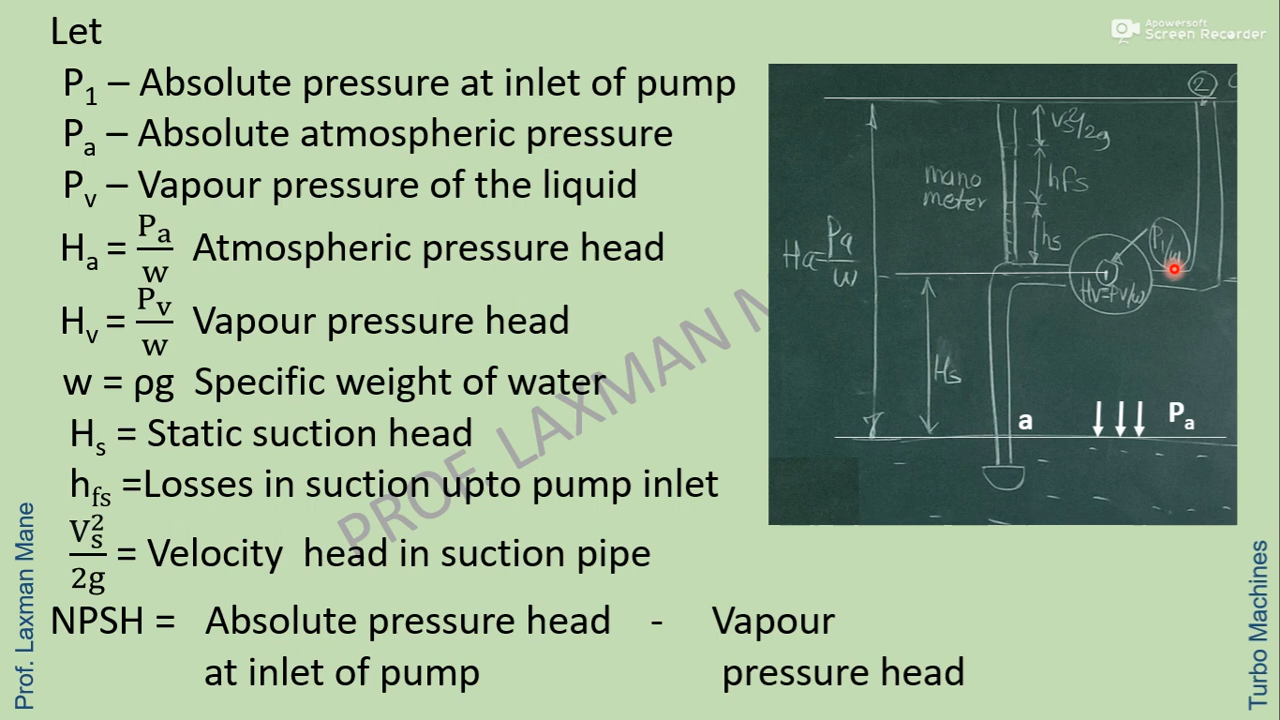 Let
P₁ – Absolute pressure at inlet of pump
Pₐ – Absolute atmospheric pressure
Pᵥ – Vapour pressure of the liquid
Hₐ = Pₐ/w Atmospheric pressure head
Hᵥ = Pᵥ/w Vapour pressure head
w = ρg Specific weight of water
Hₛ = Static suction head
h_fs =Losses in suction upto pump inlet
Vₛ²/2g = Velocity head in suction pipe
NPSH = Absolute pressure head - Vapour
at inlet of pump pressure head
Apowersoft
Screen Recorder
2
Vs²/2g
hfs
mano
meter
hs
Ha = Pa/w
P₁/w
Hv=Pv/w
Hs
a
Pₐ
PROF LAXMAN M
Prof. Laxman Mane
Turbo Machines